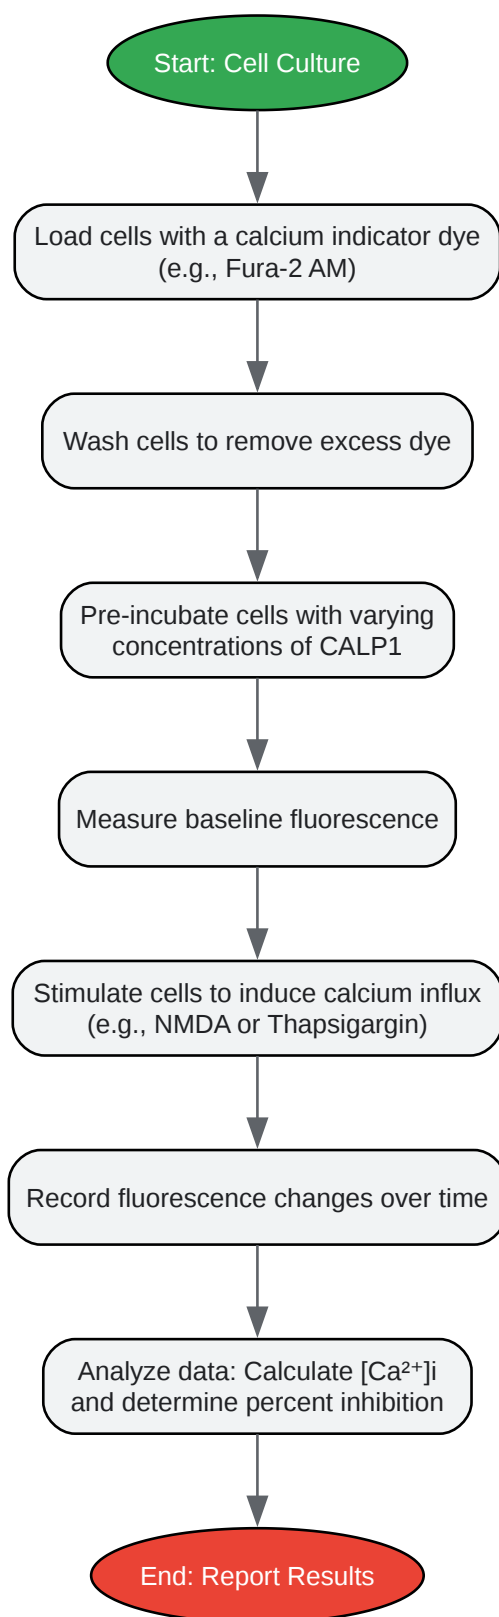 Start: Cell Culture
Load cells with a calcium indicator dye
(e.g., Fura-2 AM)
Wash cells to remove excess dye
Pre-incubate cells with varying
concentrations of CALP1
Measure baseline fluorescence
Stimulate cells to induce calcium influx
(e.g., NMDA or Thapsigargin)
Record fluorescence changes over time
Analyze data: Calculate [Ca²⁺]i
and determine percent inhibition
End: Report Results